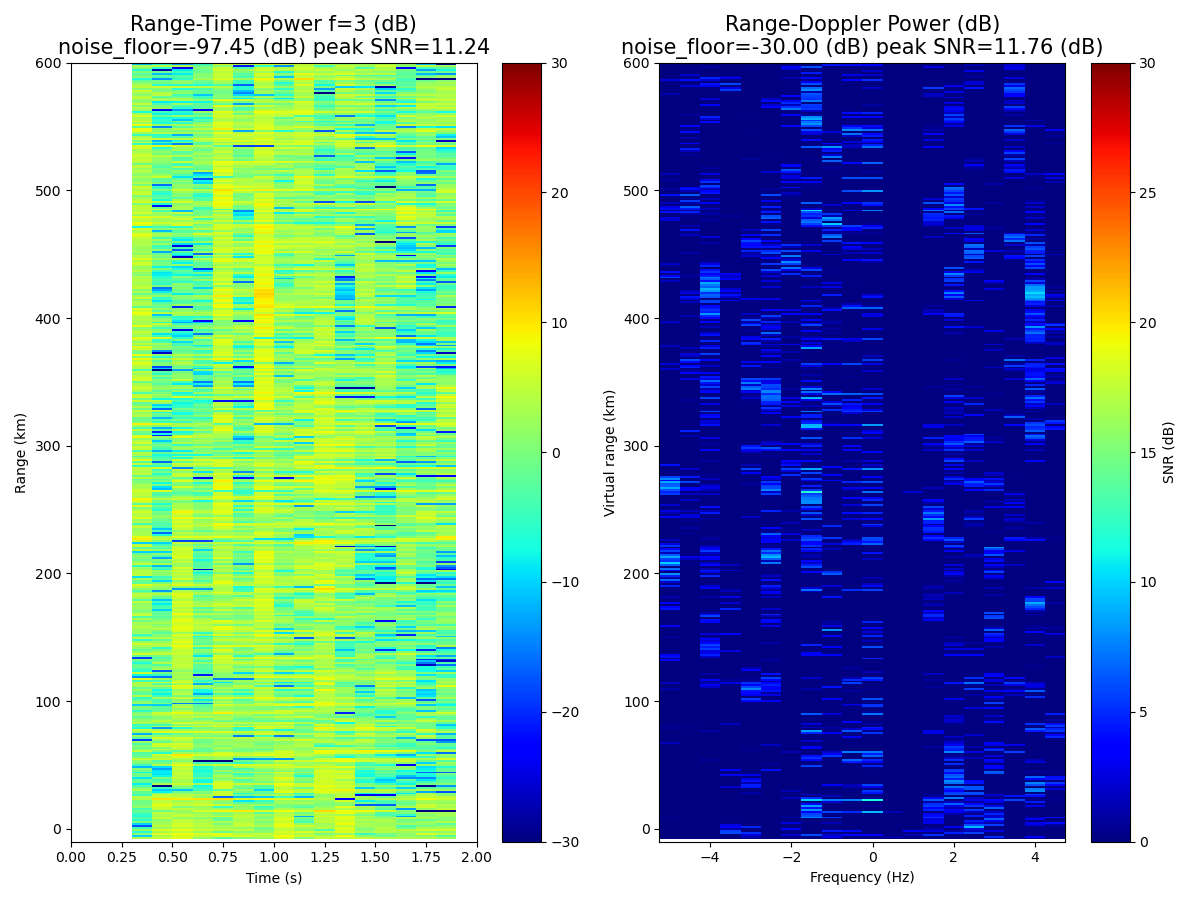 Range-Time Power f=3 (dB)
noise_floor=-97.45 (dB) peak SNR=11.24
Range-Doppler Power (dB)
noise_floor=-30.00 (dB) peak SNR=11.76 (dB)
600
500
400
300
200
100
0
Range (km)
0.00 0.25 0.50 0.75 1.00 1.25 1.50 1.75 2.00
Time (s)
30
20
10
0
−10
−20
−30
600
500
400
300
200
100
0
Virtual range (km)
−4 −2 0 2 4
Frequency (Hz)
30
25
20
15
10
5
0
SNR (dB)